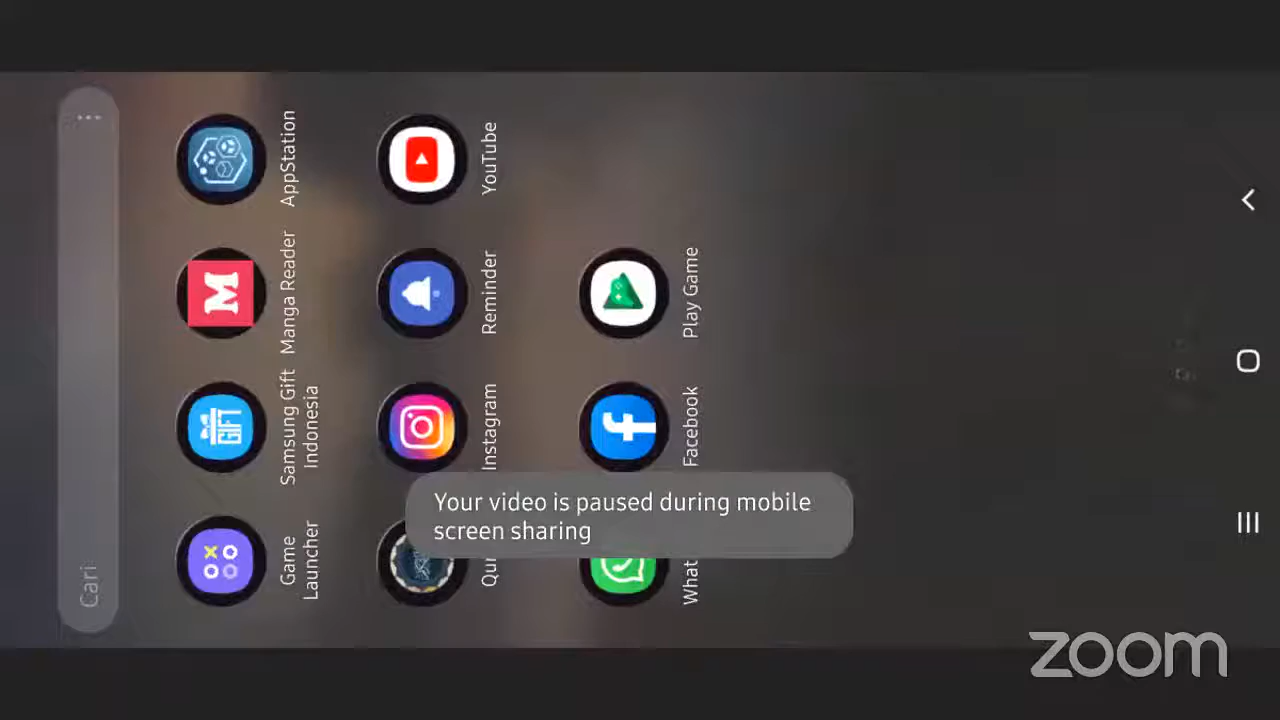 Cari
Game
Launcher
Samsung Gift
Indonesia
GIFT
Manga Reader
M
AppStation
Instagram
Reminder
YouTube
Facebook
Play Game
Your video is paused during mobile
screen sharing
zoom